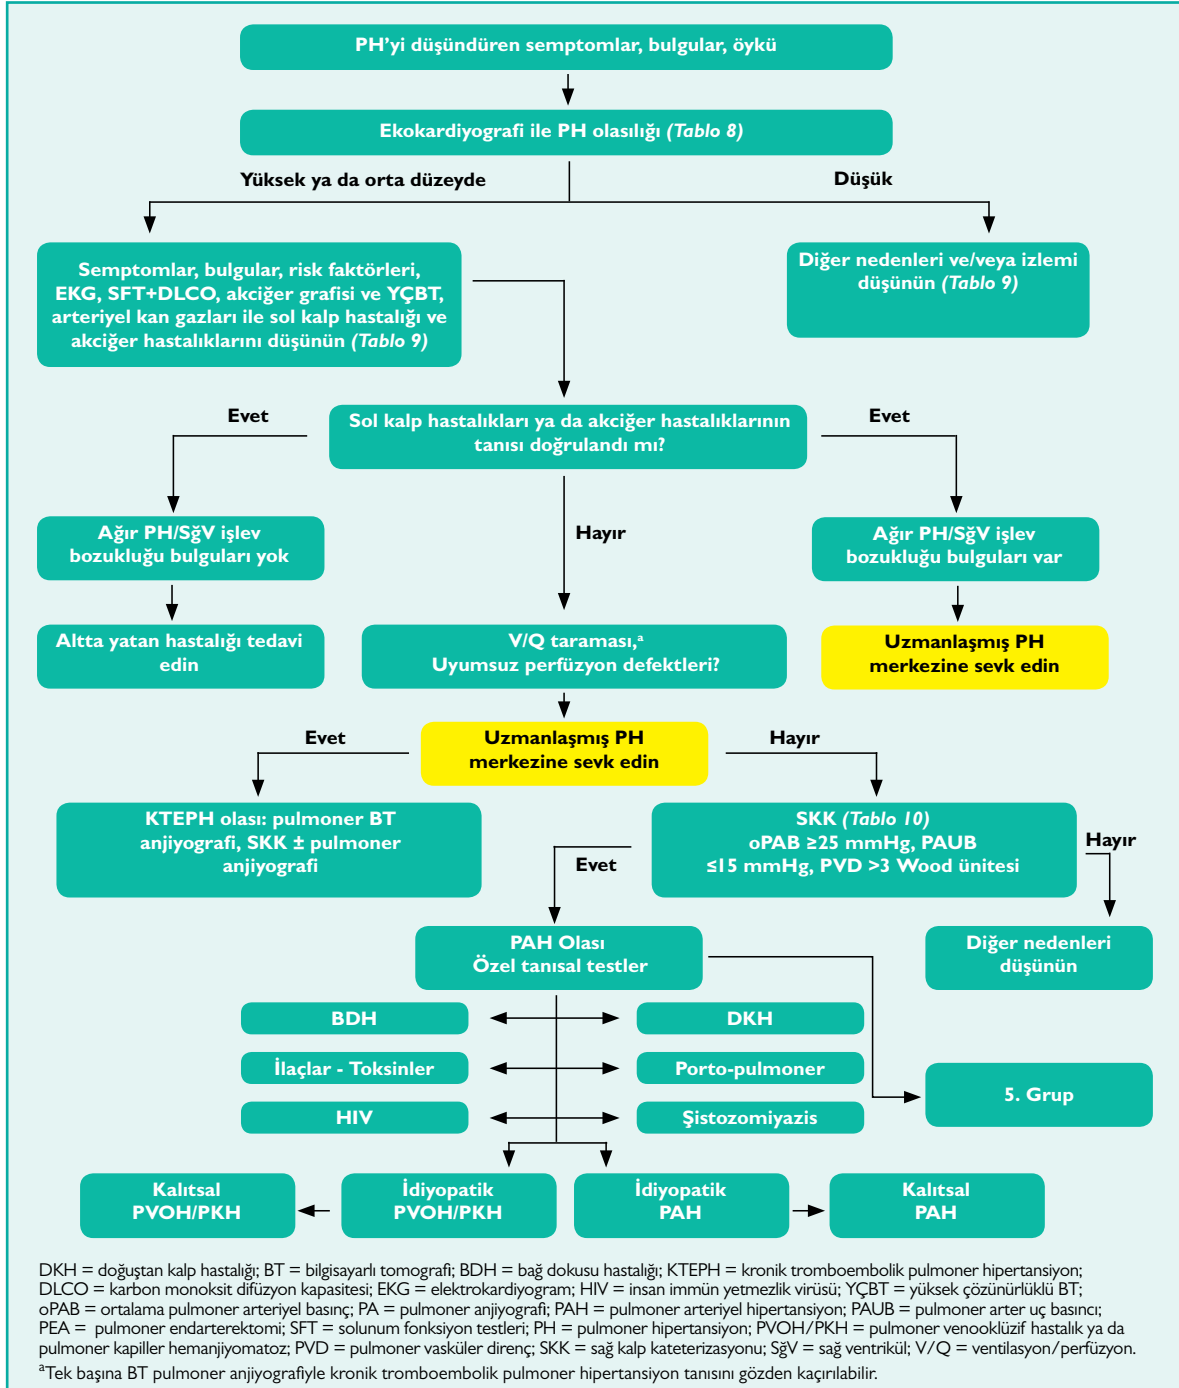 PH'yi düşündüren semptomlar, bulgular, öykü
Ekokardiyografi ile PH olasılığı (Tablo 8)
Yüksek ya da orta düzeyde
Düşük
Semptomlar, bulgular, risk faktörleri,
EKG, SFT+DLCO, akciğer grafisi ve YÇBT,
arteriyel kan gazları ile sol kalp hastalığı ve
akciğer hastalıklarını düşünün (Tablo 9)
Diğer nedenleri ve/veya izlemi
düşünün (Tablo 9)
Evet
Sol kalp hastalıkları ya da akciğer hastalıklarının
tanısı doğrulandı mı?
Evet
Ağır PH/SğV işlev
bozukluğu bulguları yok
Hayır
Ağır PH/SğV işlev
bozukluğu bulguları var
Altta yatan hastalığı tedavi
edin
V/Q taraması,a
Uyumsuz perfüzyon defektleri?
Uzmanlaşmış PH
merkezine sevk edin
Evet
Uzmanlaşmış PH
merkezine sevk edin
Hayır
KTEPH olası: pulmoner BT
anjiyografi, SKK ± pulmoner
anjiyografi
SKK (Tablo 10)
oPAB ≥25 mmHg, PAUB
≤15 mmHg, PVD >3 Wood ünitesi
Hayır
Evet
PAH Olası
Özel tanısal testler
Diğer nedenleri
düşünün
BDH
DKH
İlaçlar - Toksinler
Porto-pulmoner
5. Grup
HIV
Şistozomiyazis
Kalıtsal
PVOH/PKH
İdiyopatik
PVOH/PKH
İdiyopatik
PAH
Kalıtsal
PAH
DKH = doğuştan kalp hastalığı; BT = bilgisayarlı tomografi; BDH = bağ dokusu hastalığı; KTEPH = kronik tromboembolik pulmoner hipertansiyon;
DLCO = karbon monoksit difüzyon kapasitesi; EKG = elektrokardiyogram; HIV = insan immün yetmezlik virüsü; YÇBT = yüksek çözünürlüklü BT;
oPAB = ortalama pulmoner arteriyel basınç; PA = pulmoner anjiyografi; PAH = pulmoner arteriyel hipertansiyon; PAUB = pulmoner arter uç basıncı;
PEA = pulmoner endarterektomi; SFT = solunum fonksiyon testleri; PH = pulmoner hipertansiyon; PVOH/PKH = pulmoner venooklüzif hastalık ya da
pulmoner kapiller hemanjiyomatoz; PVD = pulmoner vasküler direnç; SKK = sağ kalp kateterizasyonu; SğV = sağ ventrikül; V/Q = ventilasyon/perfüzyon.
aTek başına BT pulmoner anjiyografiyle kronik tromboembolik pulmoner hipertansiyon tanısını gözden kaçırılabilir.